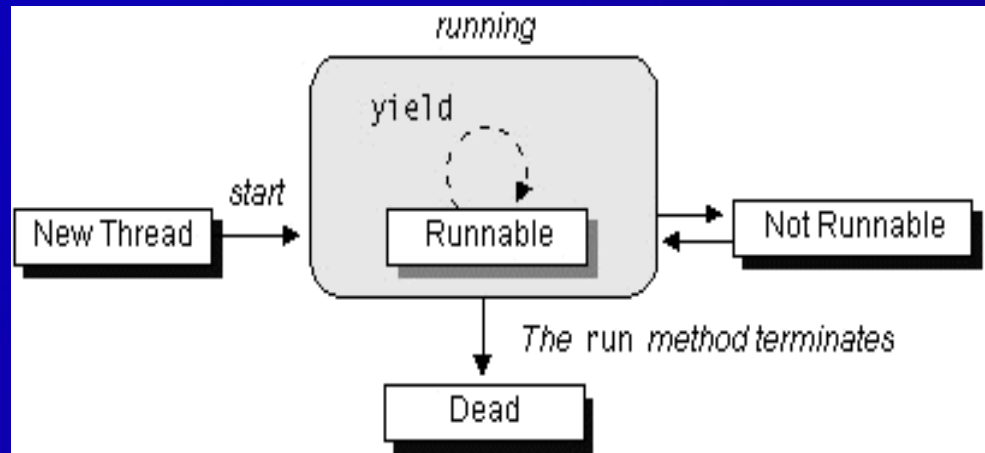 running
yield
start
New Thread
Runnable
Not Runnable
The run method terminates
Dead